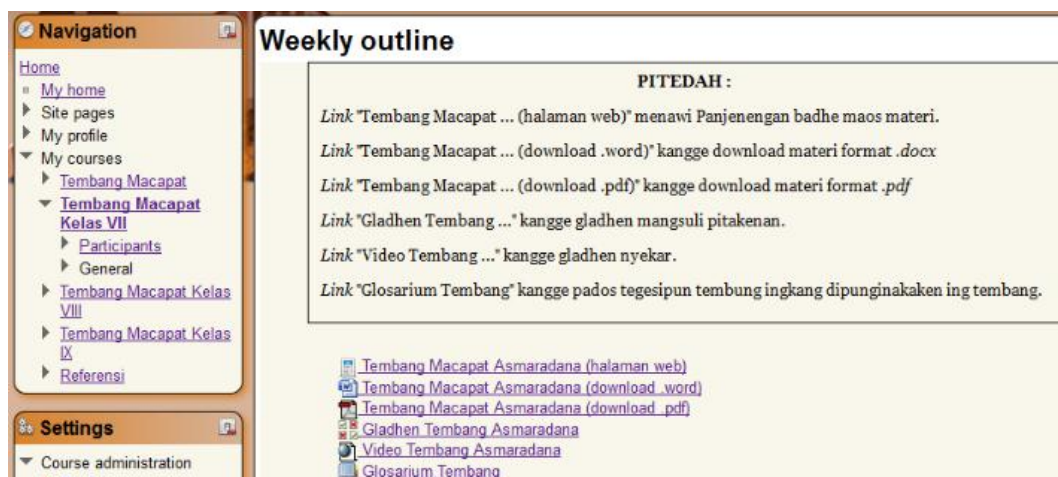 Navigation
Home
My home
Site pages
My profile
My courses
Tembang Macapat
Tembang Macapat
Kelas VII
Participants
General
Tembang Macapat Kelas
VIII
Tembang Macapat Kelas
IX
Referensi
Settings
Course administration
Weekly outline
PITEDAH :
Link "Tembang Macapat ... (halaman web)" menawi Panjenengan badhe maos materi.
Link "Tembang Macapat ... (download .word)" kangge download materi format .docx
Link "Tembang Macapat ... (download .pdf)" kangge download materi format .pdf
Link "Gladhen Tembang ..." kangge gladhen mangsuli pitakenan.
Link "Video Tembang ..." kangge gladhen nyekar.
Link "Glosarium Tembang" kangge pados tegesipun tembung ingkang dipunginakaken ing tembang.
Tembang Macapat Asmaradana (halaman web)
Tembang Macapat Asmaradana (download .word)
Tembang Macapat Asmaradana (download .pdf)
Gladhen Tembang Asmaradana
Video Tembang Asmaradana
Glosarium Tembang